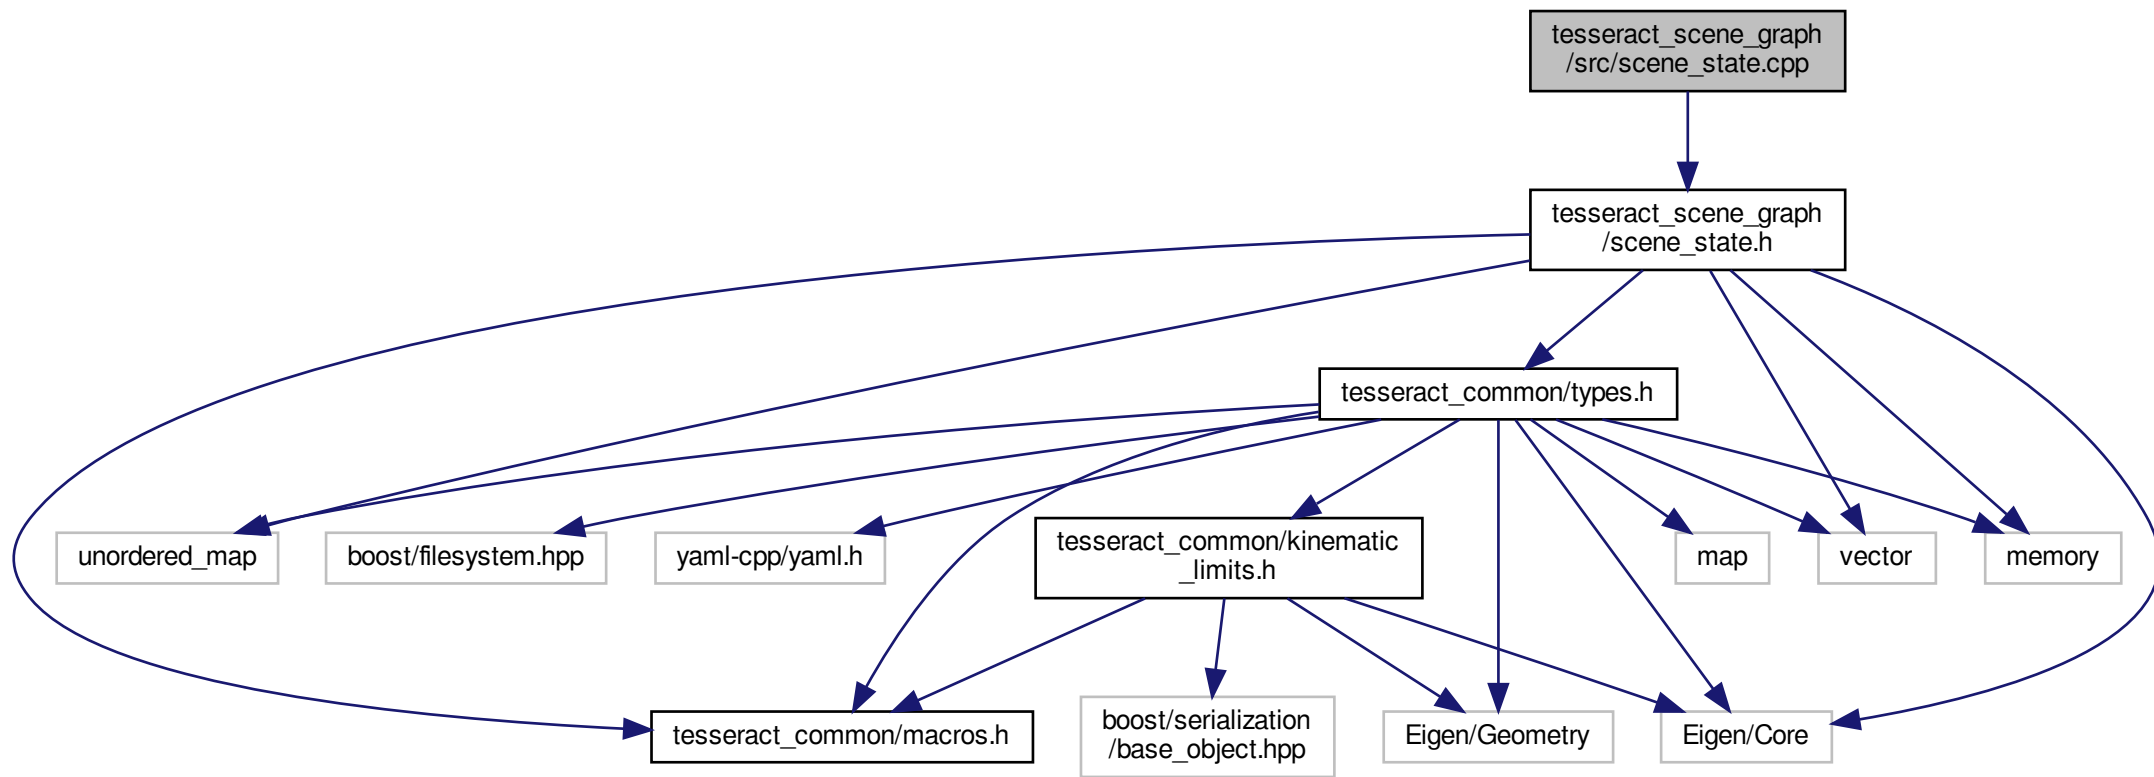 tesseract_scene_graph
/src/scene_state.cpp
tesseract_scene_graph
/scene_state.h
tesseract_common/types.h
unordered_map
boost/filesystem.hpp
yaml-cpp/yaml.h
tesseract_common/kinematic
_limits.h
map
vector
memory
tesseract_common/macros.h
boost/serialization
/base_object.hpp
Eigen/Geometry
Eigen/Core